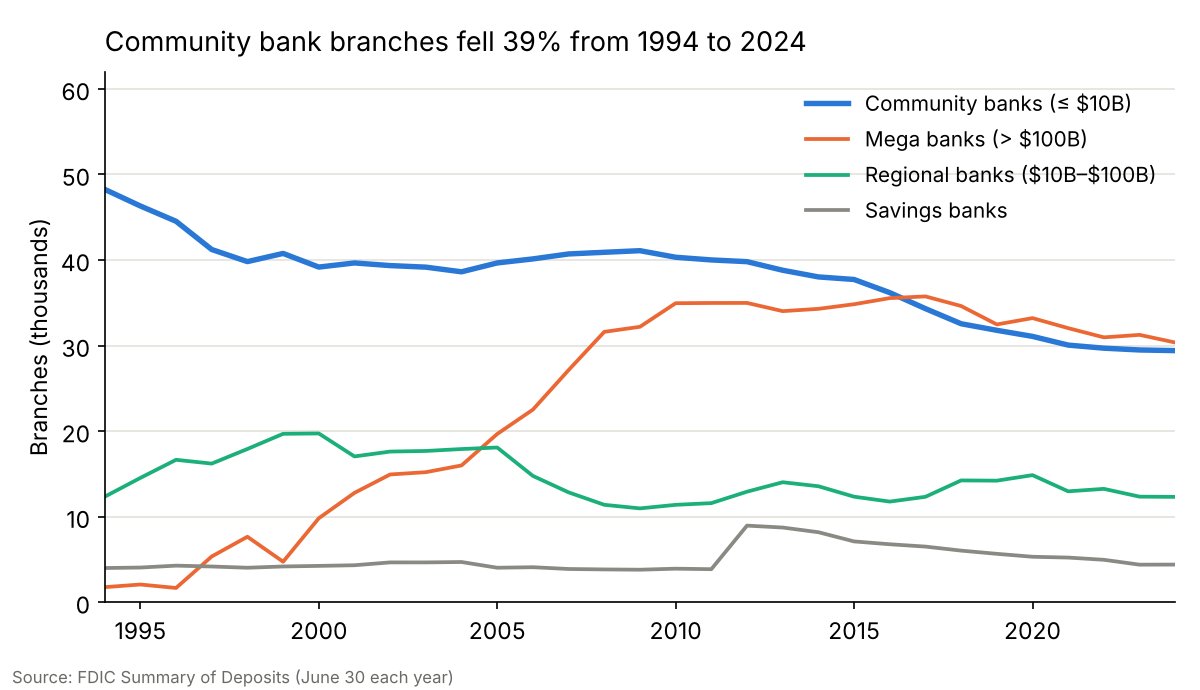 Community bank branches fell 39% from 1994 to 2024
60
50
40
30
20
10
0
Branches (thousands)
Community banks (≤ $10B)
Mega banks (> $100B)
Regional banks ($10B–$100B)
Savings banks
1995 2000 2005 2010 2015 2020
Source: FDIC Summary of Deposits (June 30 each year)